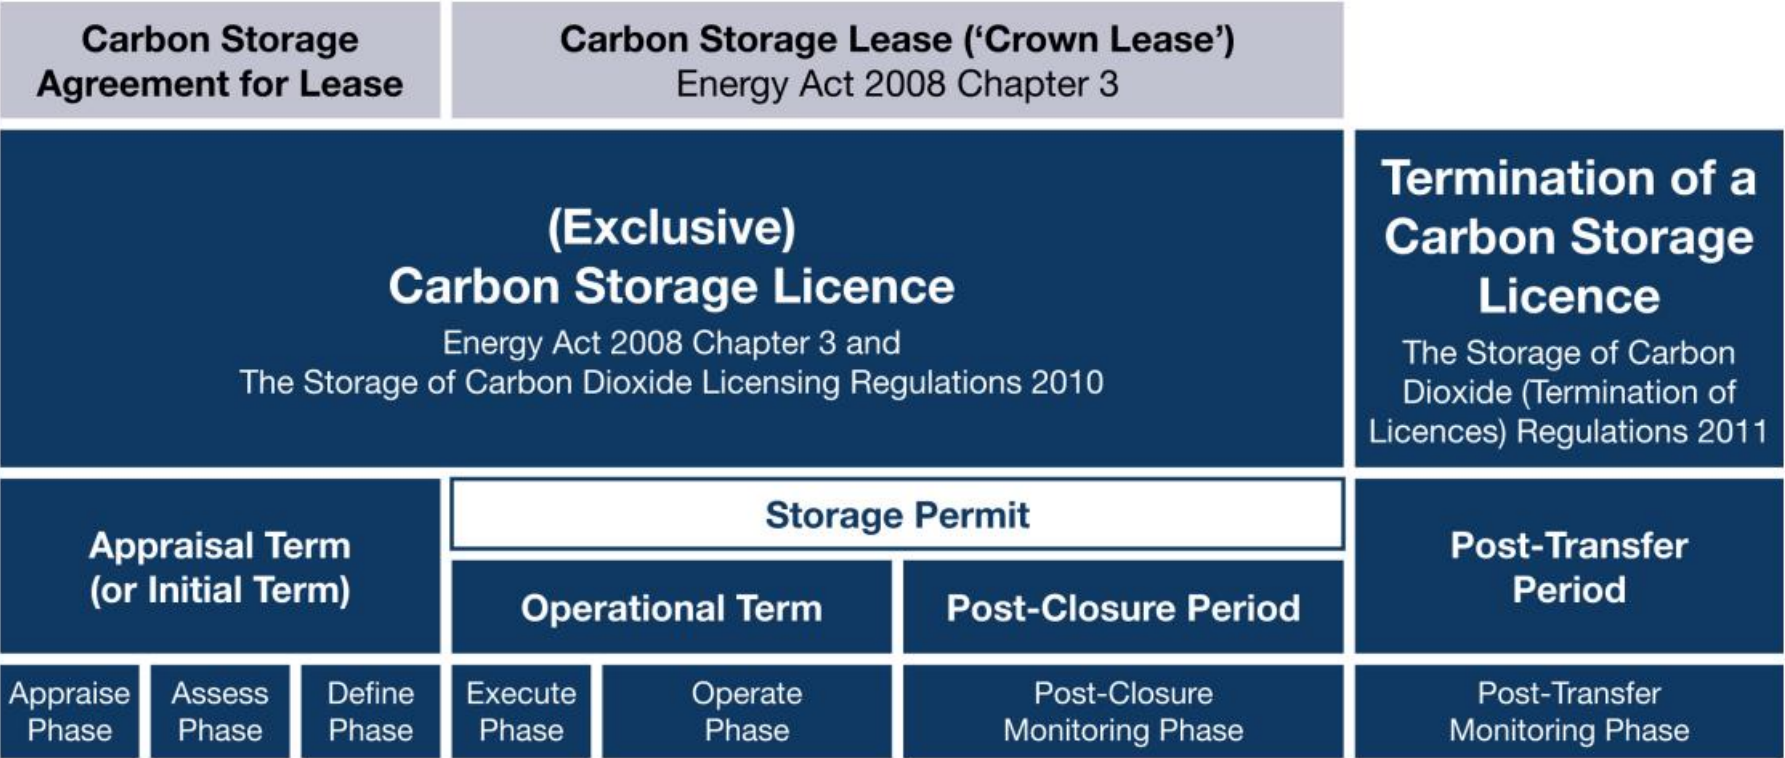 Carbon Storage
Agreement for Lease
Carbon Storage Lease (‘Crown Lease’)
Energy Act 2008 Chapter 3
(Exclusive)
Carbon Storage Licence
Energy Act 2008 Chapter 3 and
The Storage of Carbon Dioxide Licensing Regulations 2010
Termination of a
Carbon Storage
Licence
The Storage of Carbon
Dioxide (Termination of
Licences) Regulations 2011
Appraisal Term
(or Initial Term)
Storage Permit
Operational Term
Post-Closure Period
Post-Transfer
Period
Appraise
Phase
Assess
Phase
Define
Phase
Execute
Phase
Operate
Phase
Post-Closure
Monitoring Phase
Post-Transfer
Monitoring Phase